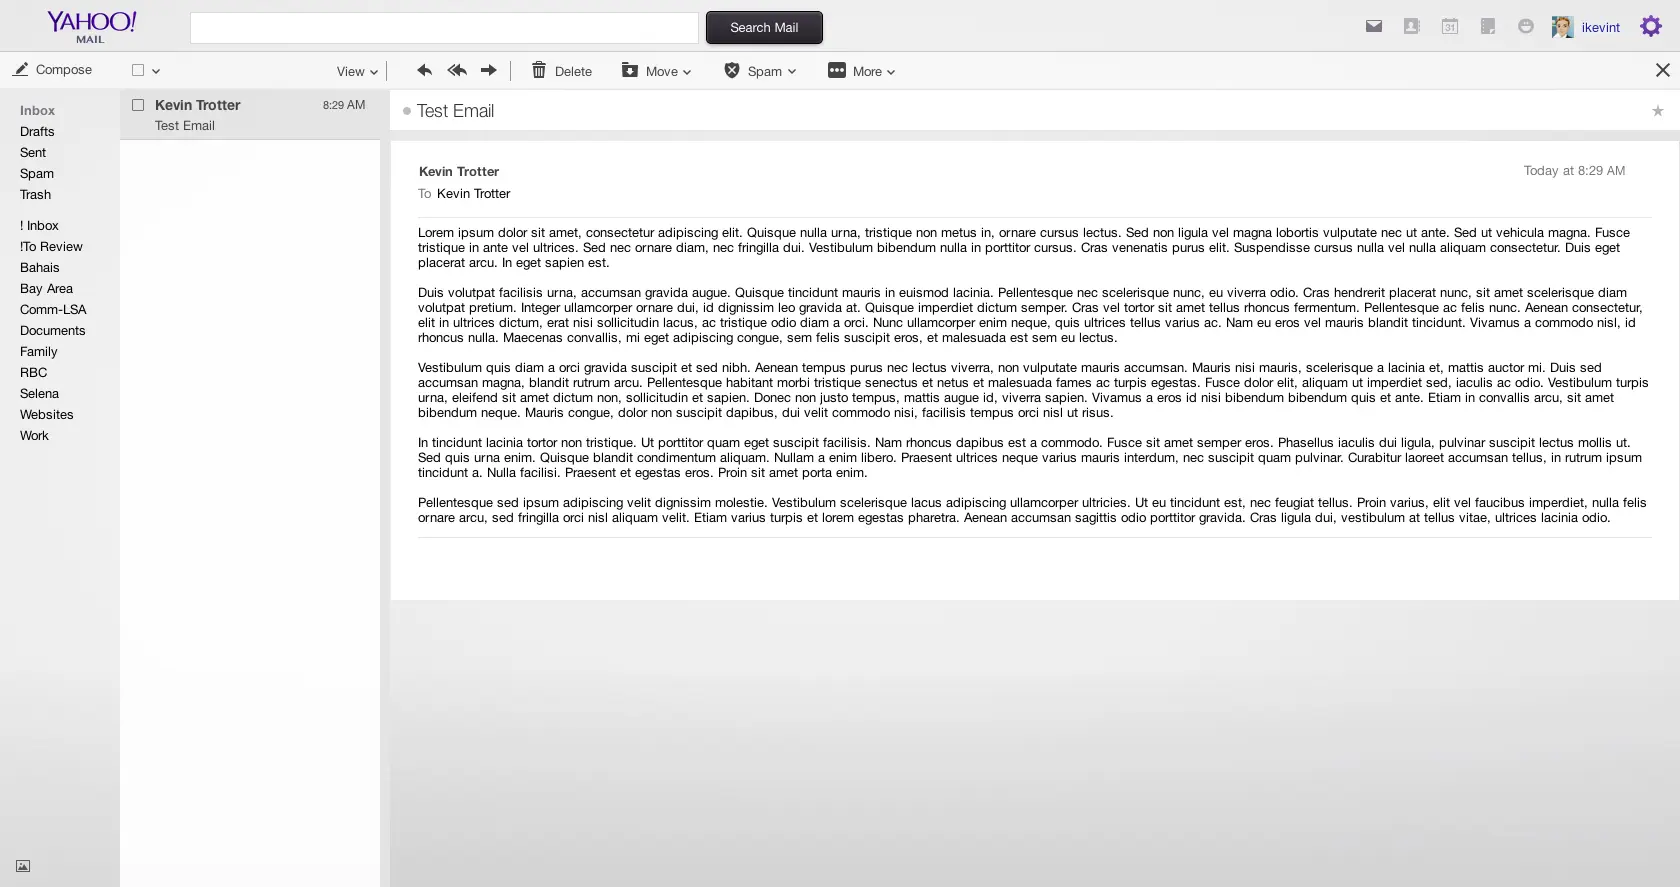 YAHOO!
MAIL
Search Mail
31
ikevint
Compose
View
Delete
Move
Spam
More
Inbox
Drafts
Sent
Spam
Trash
! Inbox
!To Review
Bahais
Bay Area
Comm-LSA
Documents
Family
RBC
Selena
Websites
Work
Kevin Trotter 8:29 AM
Test Email
Test Email
Kevin Trotter Today at 8:29 AM
To Kevin Trotter
Lorem ipsum dolor sit amet, consectetur adipiscing elit. Quisque nulla urna, tristique non metus in, ornare cursus lectus. Sed non ligula vel magna lobortis vulputate nec ut ante. Sed ut vehicula magna. Fusce
tristique in ante vel ultrices. Sed nec ornare diam, nec fringilla dui. Vestibulum bibendum nulla in porttitor cursus. Cras venenatis purus elit. Suspendisse cursus nulla vel nulla aliquam consectetur. Duis eget
placerat arcu. In eget sapien est.
Duis volutpat facilisis urna, accumsan gravida augue. Quisque tincidunt mauris in euismod lacinia. Pellentesque nec scelerisque nunc, eu viverra odio. Cras hendrerit placerat nunc, sit amet scelerisque diam
volutpat pretium. Integer ullamcorper ornare dui, id dignissim leo gravida at. Quisque imperdiet dictum semper. Cras vel tortor sit amet tellus rhoncus fermentum. Pellentesque ac felis nunc. Aenean consectetur,
elit in ultrices dictum, erat nisi sollicitudin lacus, ac tristique odio diam a orci. Nunc ullamcorper enim neque, quis ultrices tellus varius ac. Nam eu eros vel mauris blandit tincidunt. Vivamus a commodo nisl, id
rhoncus nulla. Maecenas convallis, mi eget adipiscing congue, sem felis suscipit eros, et malesuada est sem eu lectus.
Vestibulum quis diam a orci gravida suscipit et sed nibh. Aenean tempus purus nec lectus viverra, non vulputate mauris accumsan. Mauris nisi mauris, scelerisque a lacinia et, mattis auctor mi. Duis sed
accumsan magna, blandit rutrum arcu. Pellentesque habitant morbi tristique senectus et netus et malesuada fames ac turpis egestas. Fusce dolor elit, aliquam ut imperdiet sed, iaculis ac odio. Vestibulum turpis
urna, eleifend sit amet dictum non, sollicitudin et sapien. Donec non justo tempus, mattis augue id, viverra sapien. Vivamus a eros id nisi bibendum bibendum quis et ante. Etiam in convallis arcu, sit amet
bibendum neque. Mauris congue, dolor non suscipit dapibus, dui velit commodo nisi, facilisis tempus orci nisl ut risus.
In tincidunt lacinia tortor non tristique. Ut porttitor quam eget suscipit facilisis. Nam rhoncus dapibus est a commodo. Fusce sit amet semper eros. Phasellus iaculis dui ligula, pulvinar suscipit lectus mollis ut.
Sed quis urna enim. Quisque blandit condimentum aliquam. Nullam a enim libero. Praesent ultrices neque varius mauris interdum, nec suscipit quam pulvinar. Curabitur laoreet accumsan tellus, in rutrum ipsum
tincidunt a. Nulla facilisi. Praesent et egestas eros. Proin sit amet porta enim.
Pellentesque sed ipsum adipiscing velit dignissim molestie. Vestibulum scelerisque lacus adipiscing ullamcorper ultricies. Ut eu tincidunt est, nec feugiat tellus. Proin varius, elit vel faucibus imperdiet, nulla felis
ornare arcu, sed fringilla orci nisl aliquam velit. Etiam varius turpis et lorem egestas pharetra. Aenean accumsan sagittis odio porttitor gravida. Cras ligula dui, vestibulum at tellus vitae, ultrices lacinia odio.